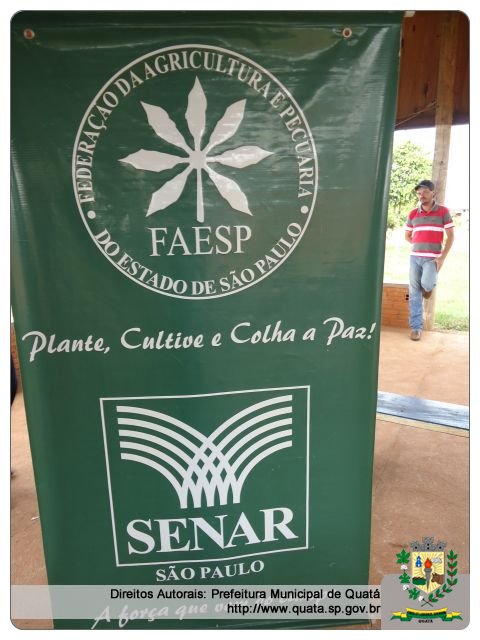 FEDERAÇÃO DA AGRICULTURA E PECUÁRIA
FAESP
DO ESTADO DE SÃO PAULO
Plante, Cultive e Colha a Paz!
SENAR
SÃO PAULO
Direitos Autorais: Prefeitura Municipal de Quatá
http://www.quata.sp.gov.br
A força que
QUATÁ